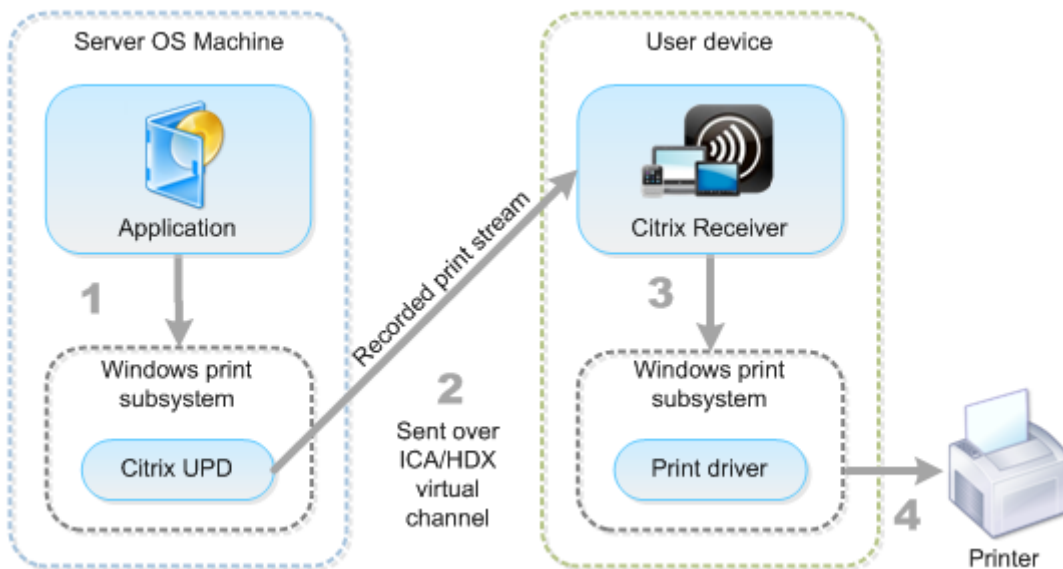 Server OS Machine
Application
1
Windows print
subsystem
Citrix UPD
Recorded print stream
2
Sent over
ICA/HDX
virtual
channel
User device
Citrix Receiver
3
Windows print
subsystem
Print driver
4
Printer